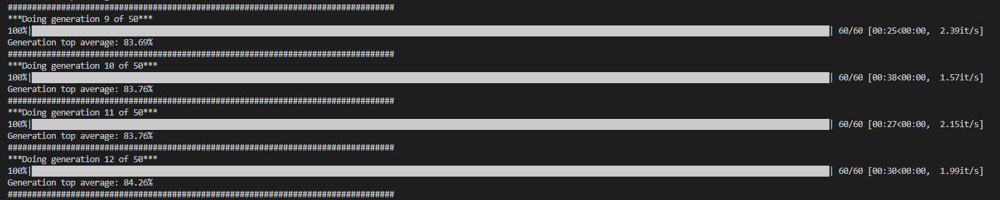 ################################################################################
***Doing generation 9 of 50***
100%|██████████| 60/60 [00:25<00:00,  2.39it/s]
Generation top average: 83.69%
################################################################################
***Doing generation 10 of 50***
100%|██████████| 60/60 [00:38<00:00,  1.57it/s]
Generation top average: 83.76%
################################################################################
***Doing generation 11 of 50***
100%|██████████| 60/60 [00:27<00:00,  2.15it/s]
Generation top average: 83.76%
################################################################################
***Doing generation 12 of 50***
100%|██████████| 60/60 [00:30<00:00,  1.99it/s]
Generation top average: 84.26%
################################################################################